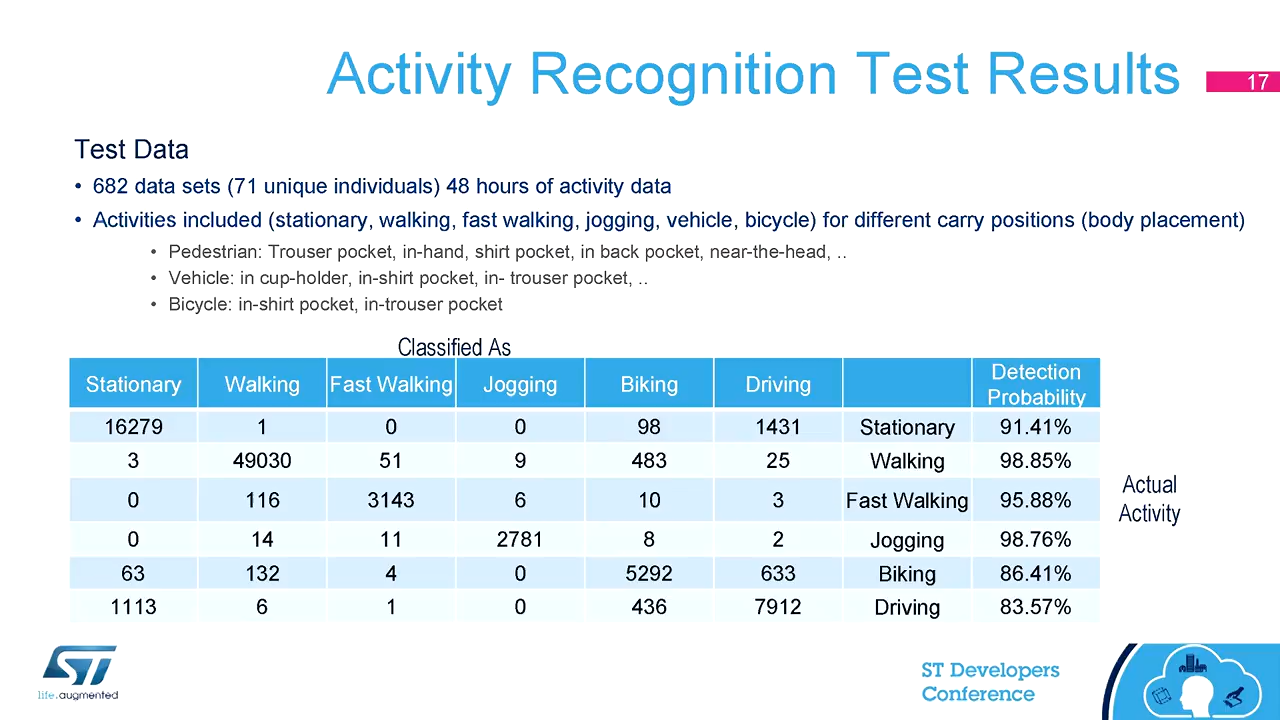 Activity Recognition Test Results
17
Test Data
• 682 data sets (71 unique individuals) 48 hours of activity data
• Activities included (stationary, walking, fast walking, jogging, vehicle, bicycle) for different carry positions (body placement)
• Pedestrian: Trouser pocket, in-hand, shirt pocket, in back pocket, near-the-head, ..
• Vehicle: in cup-holder, in-shirt pocket, in- trouser pocket, ..
• Bicycle: in-shirt pocket, in-trouser pocket
Classified As
Stationary Walking Fast Walking Jogging Biking Driving Detection Probability
16279 1 0 0 98 1431 Stationary 91.41%
3 49030 51 9 483 25 Walking 98.85%
0 116 3143 6 10 3 Fast Walking 95.88%
0 14 11 2781 8 2 Jogging 98.76%
63 132 4 0 5292 633 Biking 86.41%
1113 6 1 0 436 7912 Driving 83.57%
Actual
Activity
ST
life.augmented
ST Developers
Conference